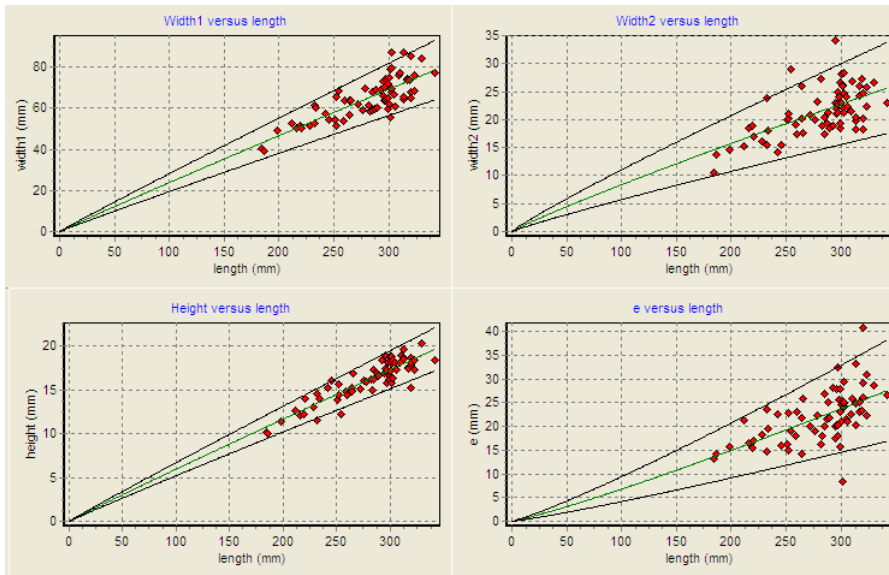 Width1 versus length
80
60
40
20
0
width1 (mm)
0 50 100 150 200 250 300
length (mm)
Width2 versus length
35
30
25
20
15
10
5
0
width2 (mm)
0 50 100 150 200 250 300
length (mm)
Height versus length
20
15
10
5
0
height (mm)
0 50 100 150 200 250 300
length (mm)
e versus length
40
35
30
25
20
15
10
5
0
e (mm)
0 50 100 150 200 250 300
length (mm)